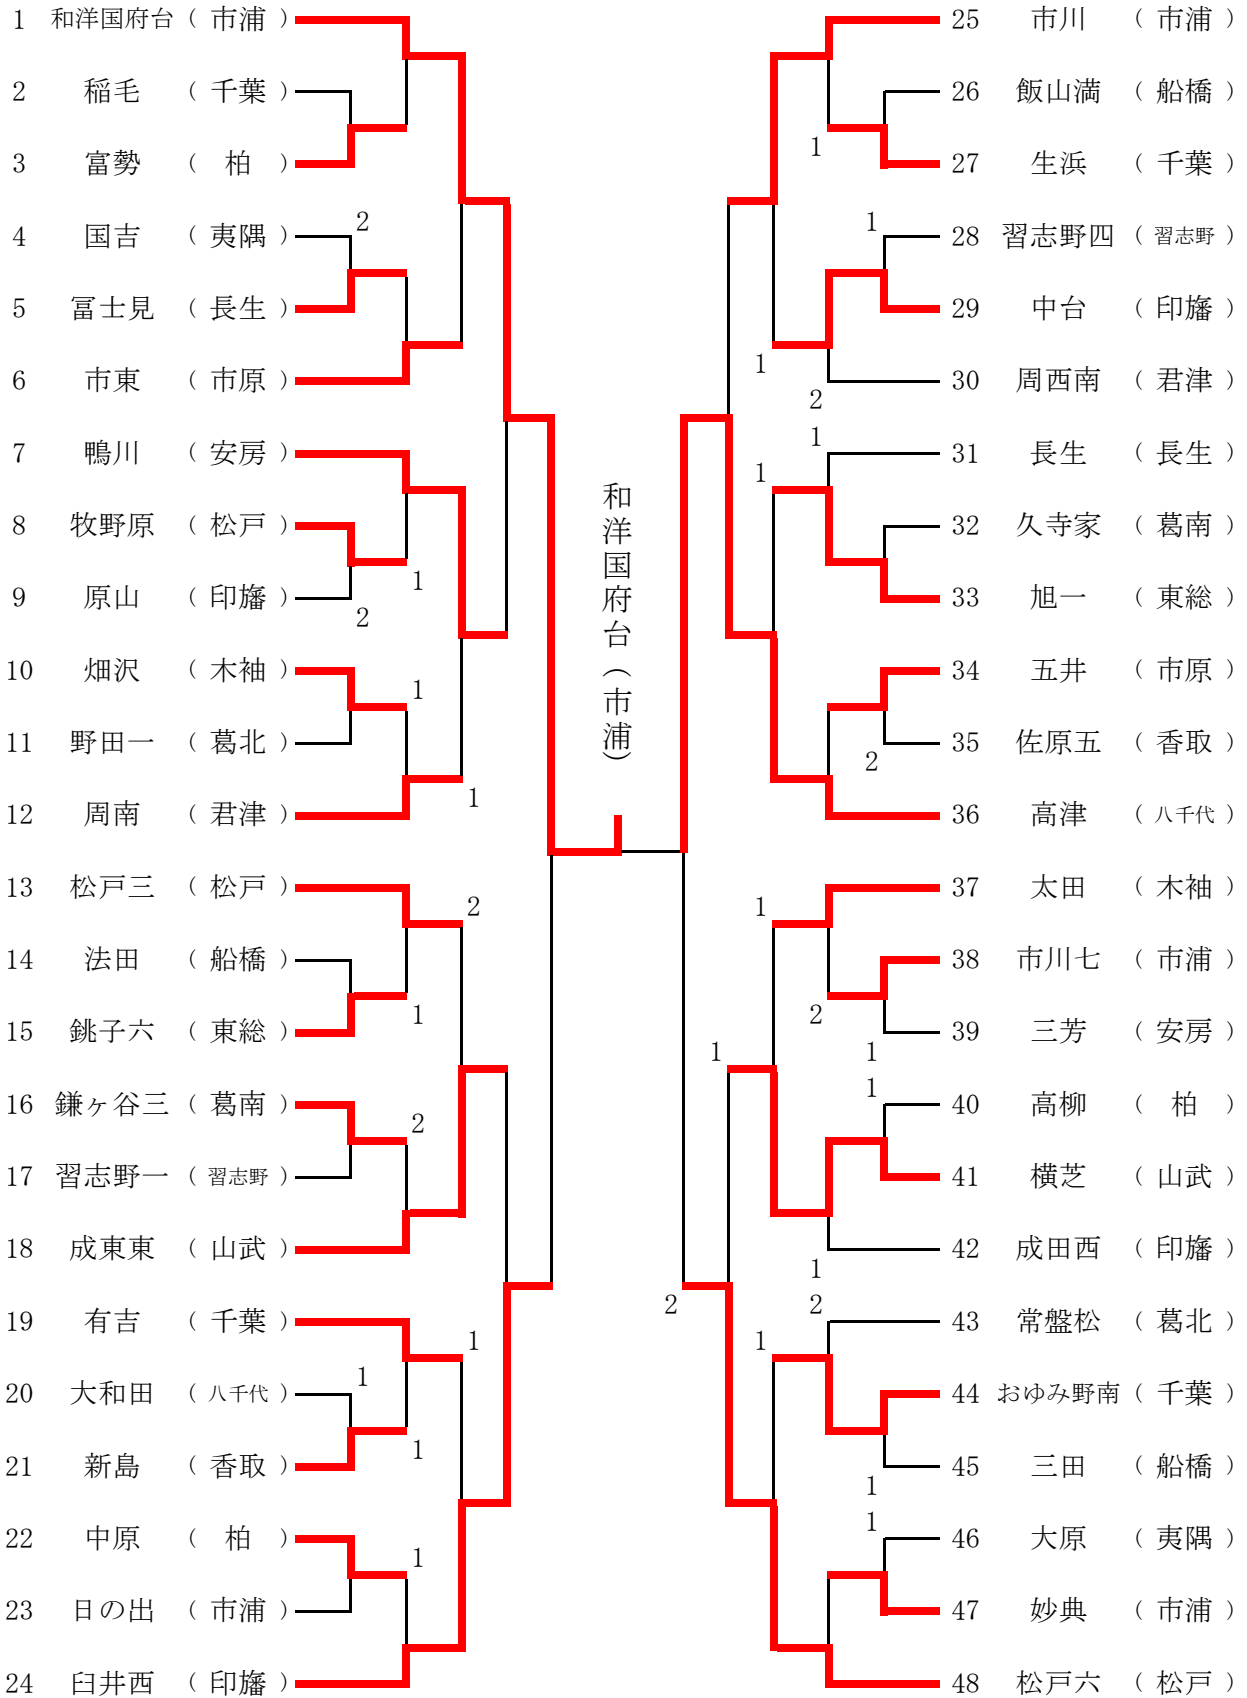 1 和洋国府台 ( 市浦 )
2 稲毛 ( 千葉 )
3 富勢 ( 柏 )
2
4 国吉 ( 夷隅 )
5 冨士見 ( 長生 )
6 市東 ( 市原 )
7 鴨川 ( 安房 )
8 牧野原 ( 松戸 )
1
9 原山 ( 印旛 )
2
10 畑沢 ( 木袖 )
1
11 野田一 ( 葛北 )
1
12 周南 ( 君津 )
13 松戸三 ( 松戸 )
2
14 法田 ( 船橋 )
1
15 銚子六 ( 東総 )
16 鎌ヶ谷三 ( 葛南 )
2
17 習志野一 ( 習志野 )
18 成東東 ( 山武 )
19 有吉 ( 千葉 )
1
1
20 大和田 ( 八千代 )
1
21 新島 ( 香取 )
22 中原 ( 柏 )
1
23 日の出 ( 市浦 )
24 臼井西 ( 印旛 )
和洋国府台(市浦)
25 市川 ( 市浦 )
26 飯山満 ( 船橋 )
1
27 生浜 ( 千葉 )
1
28 習志野四 ( 習志野 )
29 中台 ( 印旛 )
1
30 周西南 ( 君津 )
2
1
31 長生 ( 長生 )
1
32 久寺家 ( 葛南 )
33 旭一 ( 東総 )
34 五井 ( 市原 )
35 佐原五 ( 香取 )
2
36 高津 ( 八千代 )
37 太田 ( 木袖 )
1
38 市川七 ( 市浦 )
2
39 三芳 ( 安房 )
1
1
1
40 高柳 ( 柏 )
41 横芝 ( 山武 )
42 成田西 ( 印旛 )
1
2
2
43 常盤松 ( 葛北 )
1
44 おゆみ野南 ( 千葉 )
45 三田 ( 船橋 )
1
1
46 大原 ( 夷隅 )
47 妙典 ( 市浦 )
48 松戸六 ( 松戸 )